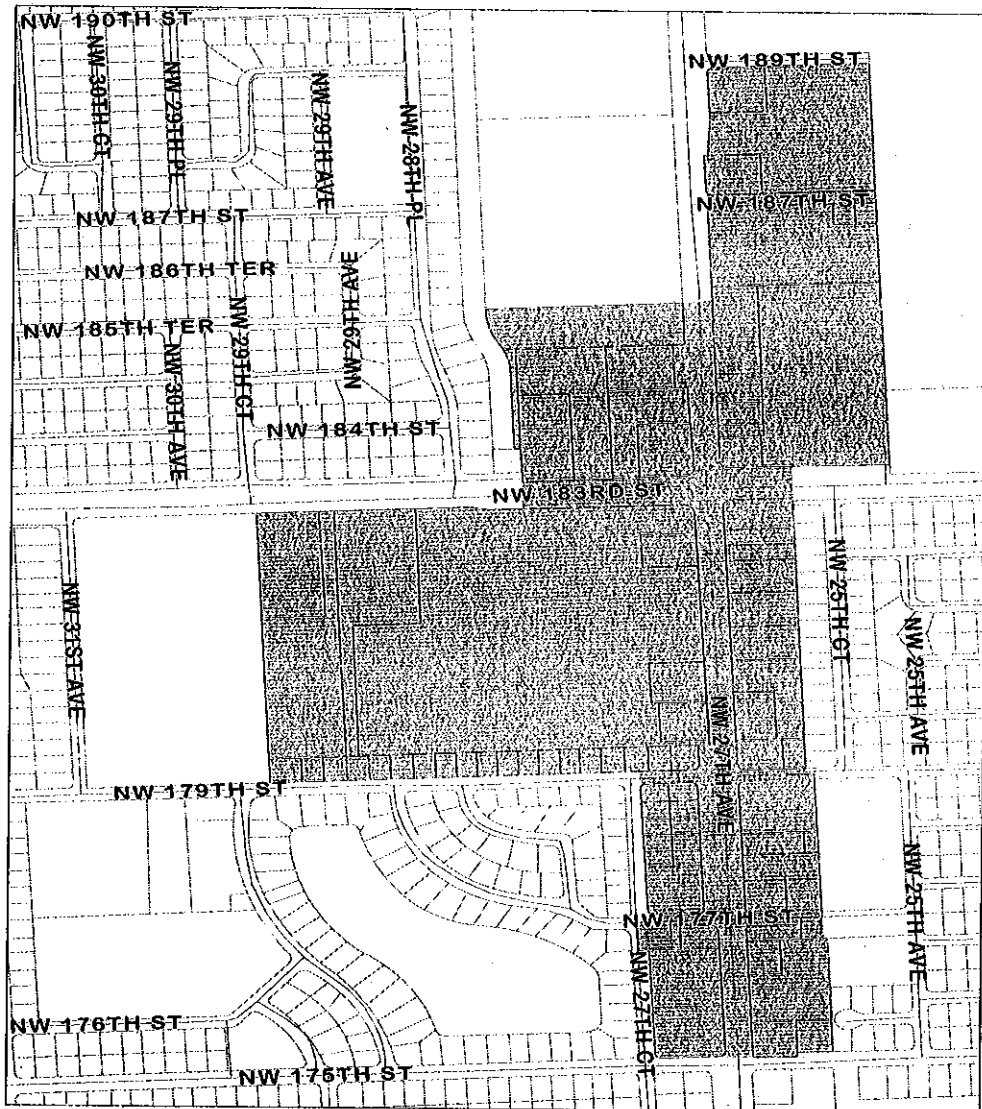 NW 190TH ST
NW 30TH CT
NW 29TH PL
NW 29TH AVE
NW 28TH PL
NW 189TH ST
NW 187TH ST
NW 187TH ST
NW 186TH TER
NW 29TH AVE
NW 185TH TER
NW 30TH AVE
NW 29TH CT
NW 184TH ST
NW 183RD ST
NW 31ST AVE
NW 25TH CT
NW 25TH AVE
NW 27TH AVE
NW 179TH ST
NW 25TH AVE
NW 177TH ST
NW 27TH CT
NW 176TH ST
NW 175TH ST